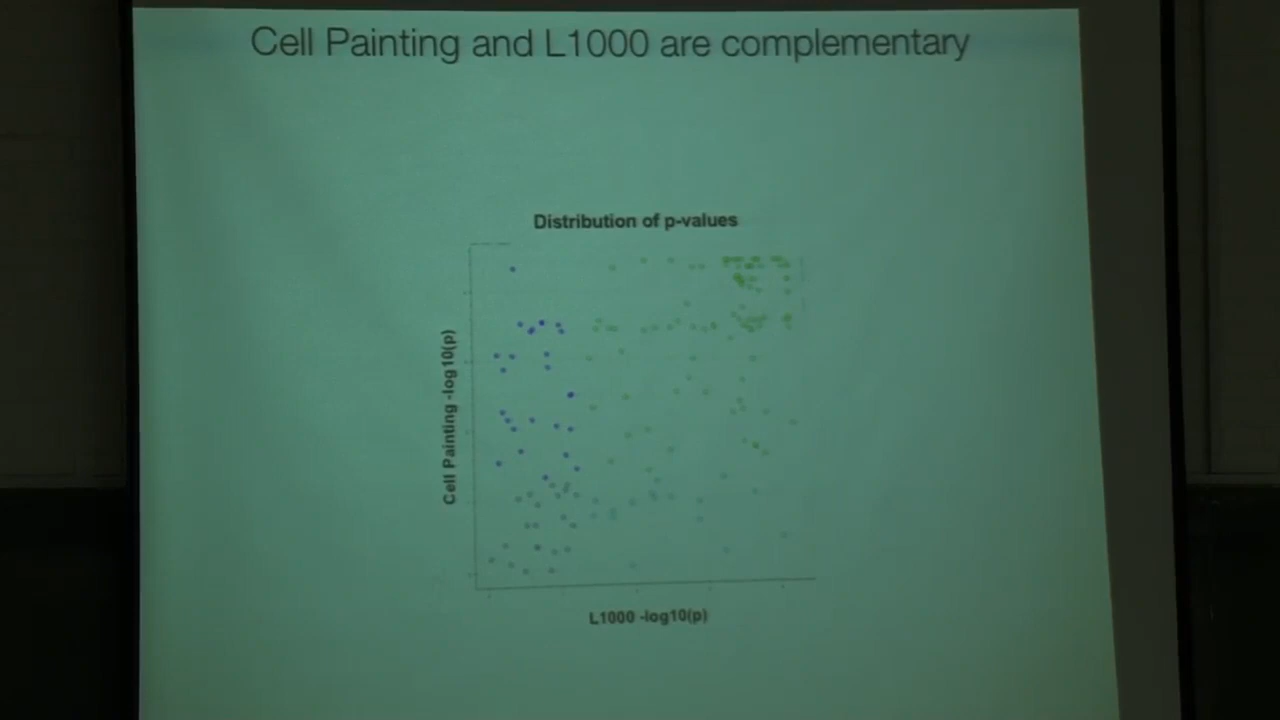 Cell Painting and L1000 are complementary
Distribution of p-values
Cell Painting -log10(p)
L1000 -log10(p)